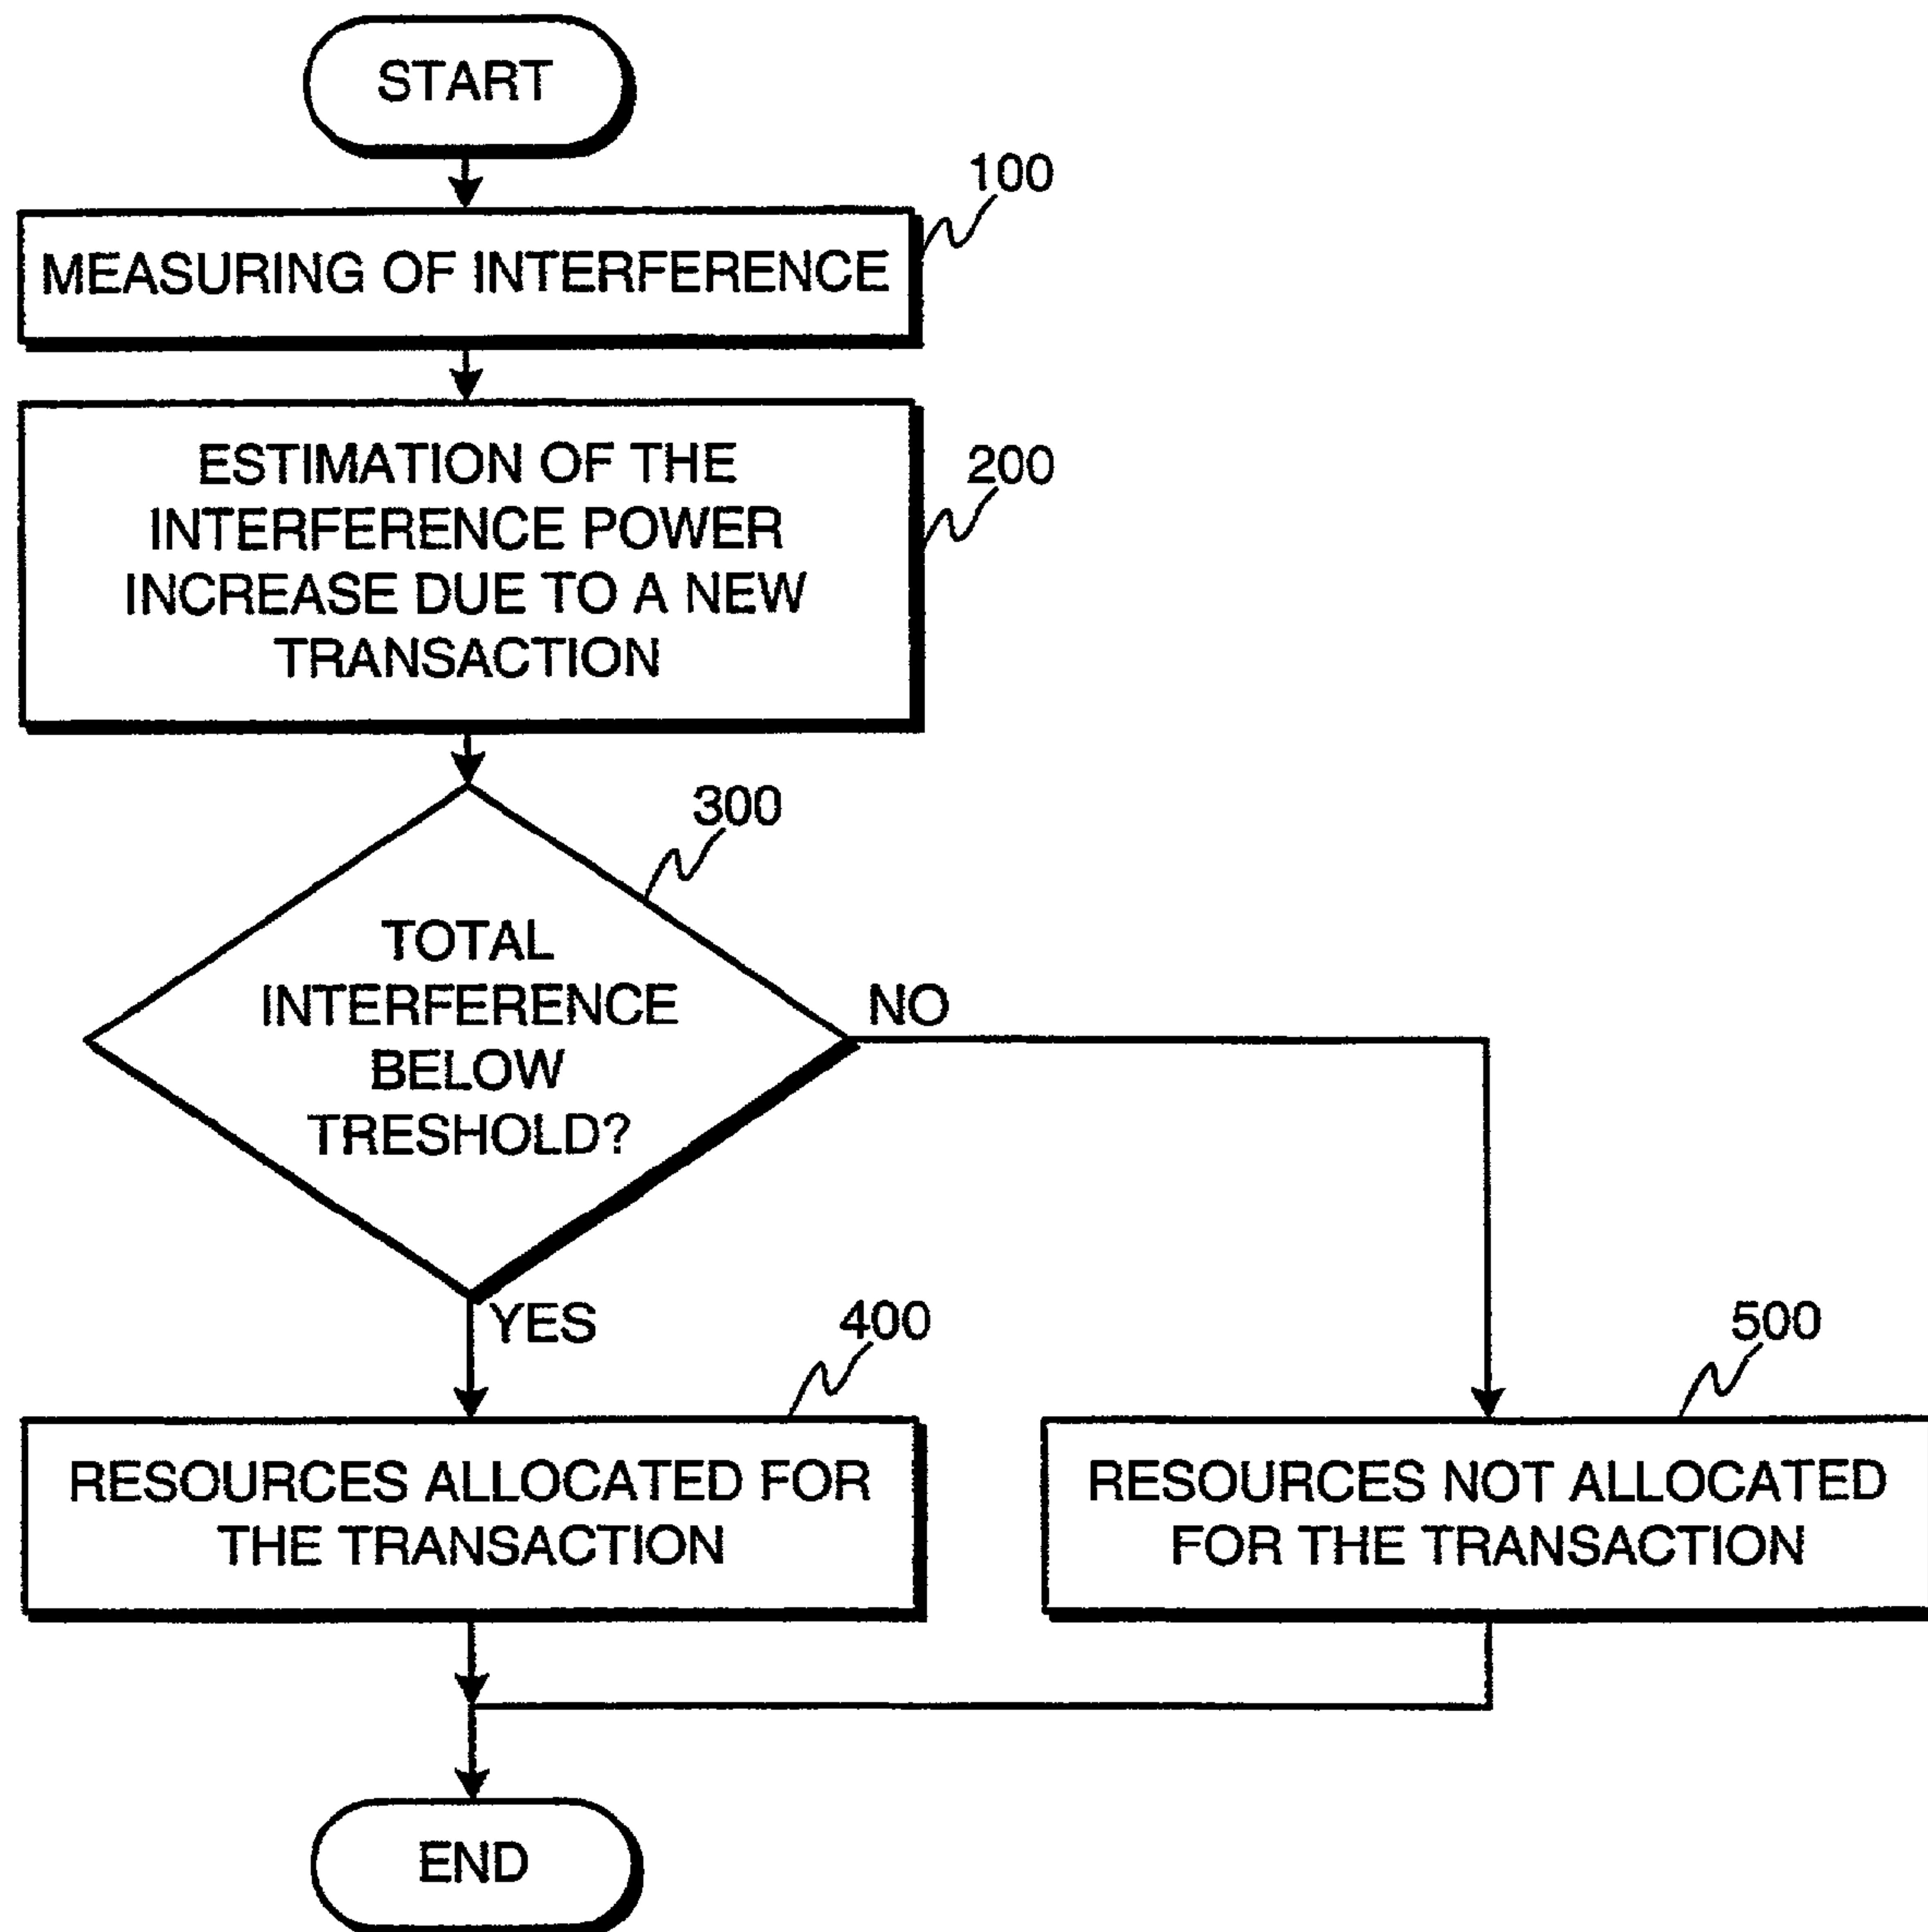 START
100
MEASURING OF INTERFERENCE
200
ESTIMATION OF THE
INTERFERENCE POWER
INCREASE DUE TO A NEW
TRANSACTION
300
TOTAL
INTERFERENCE
BELOW
TRESHOLD?
NO
YES
400
500
RESOURCES ALLOCATED FOR
THE TRANSACTION
RESOURCES NOT ALLOCATED
FOR THE TRANSACTION
END